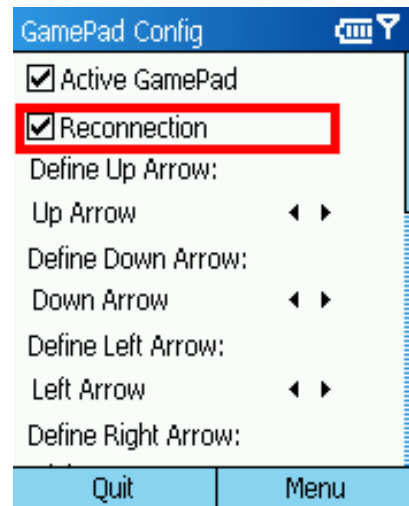 GamePad Config
Active GamePad
Reconnection
Define Up Arrow:
Up Arrow
Define Down Arrow:
Down Arrow
Define Left Arrow:
Left Arrow
Define Right Arrow:
Quit Menu